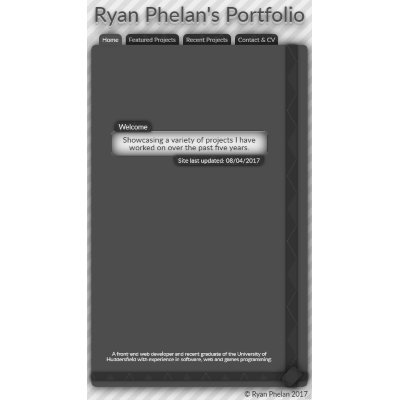 Ryan Phelan's Portfolio
Home Featured Projects Recent Projects Contact & CV
Welcome
Showcasing a variety of projects I have
worked on over the past five years.
Site last updated: 08/04/2017
A front end web developer and recent graduate of the University of
Huddersfield with experience in software, web and games programming.
© Ryan Phelan 2017